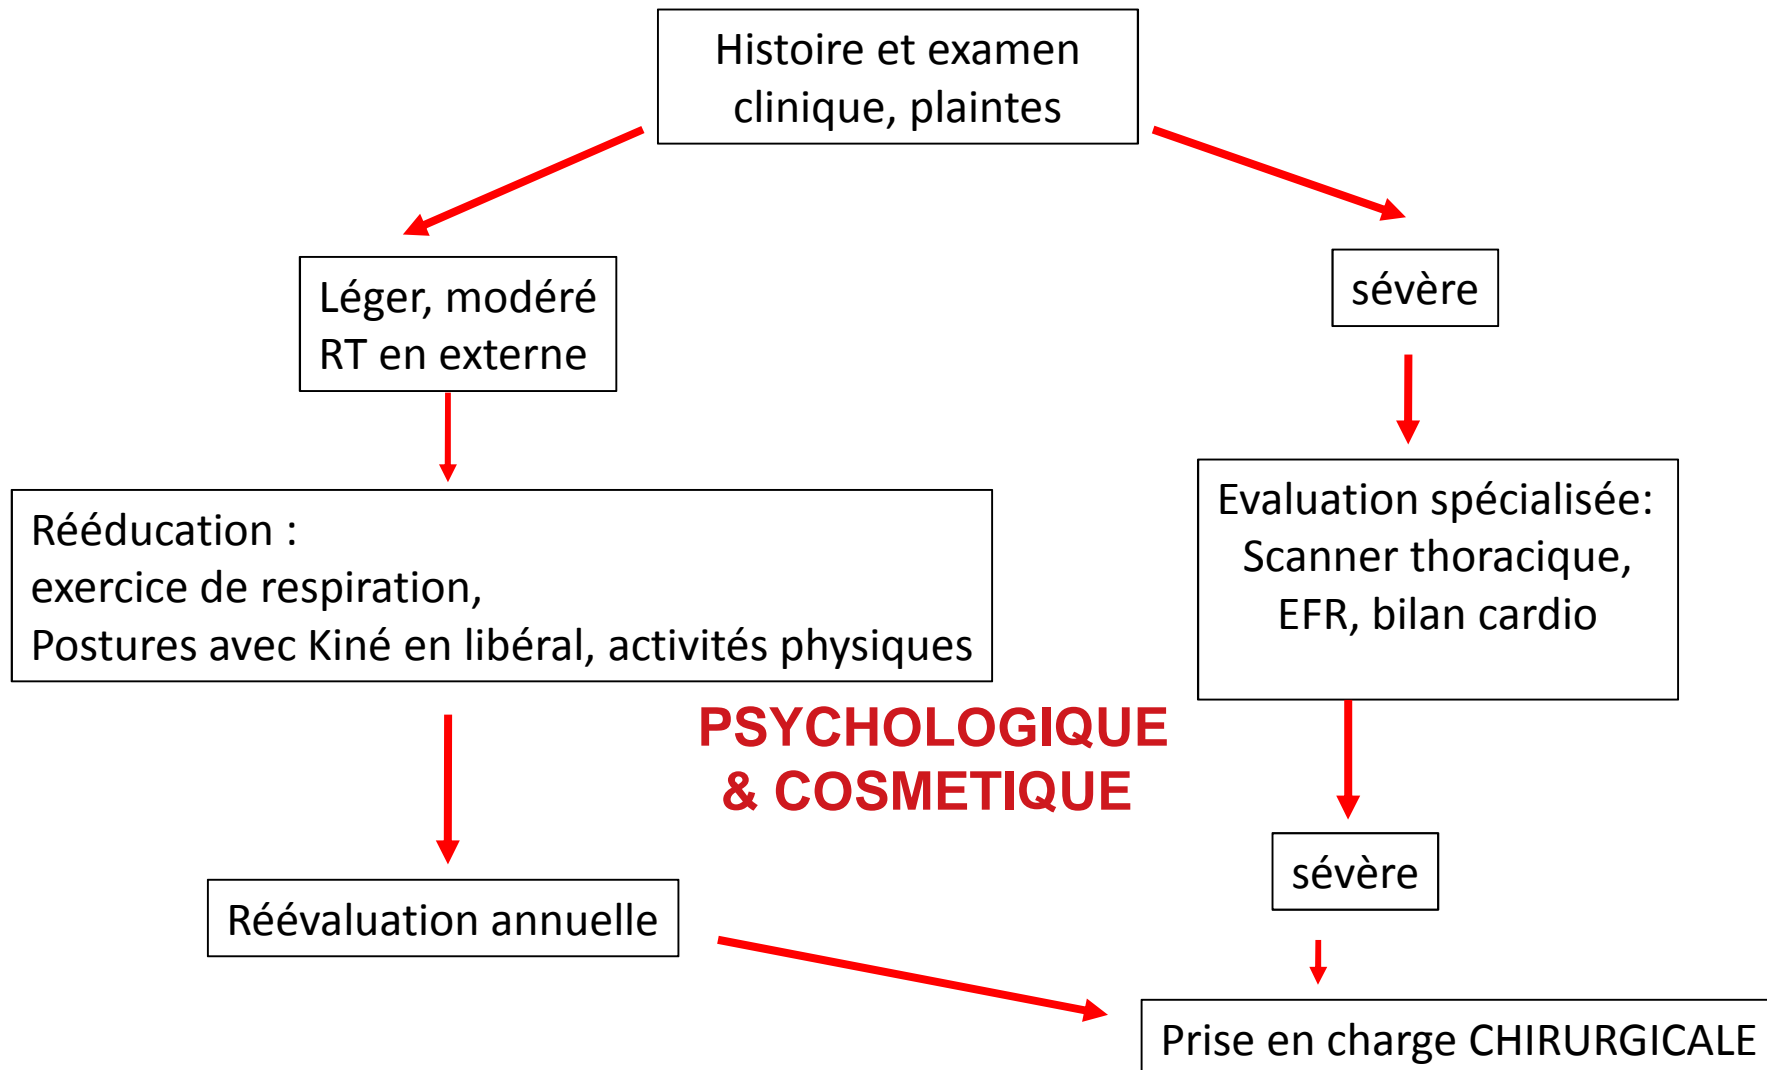 Histoire et examen
clinique, plaintes
Léger, modéré
RT en externe
sévère
Rééducation :
exercice de respiration,
Postures avec Kiné en libéral, activités physiques
Evaluation spécialisée:
Scanner thoracique,
EFR, bilan cardio
PSYCHOLOGIQUE
& COSMETIQUE
sévère
Réévaluation annuelle
Prise en charge CHIRURGICALE